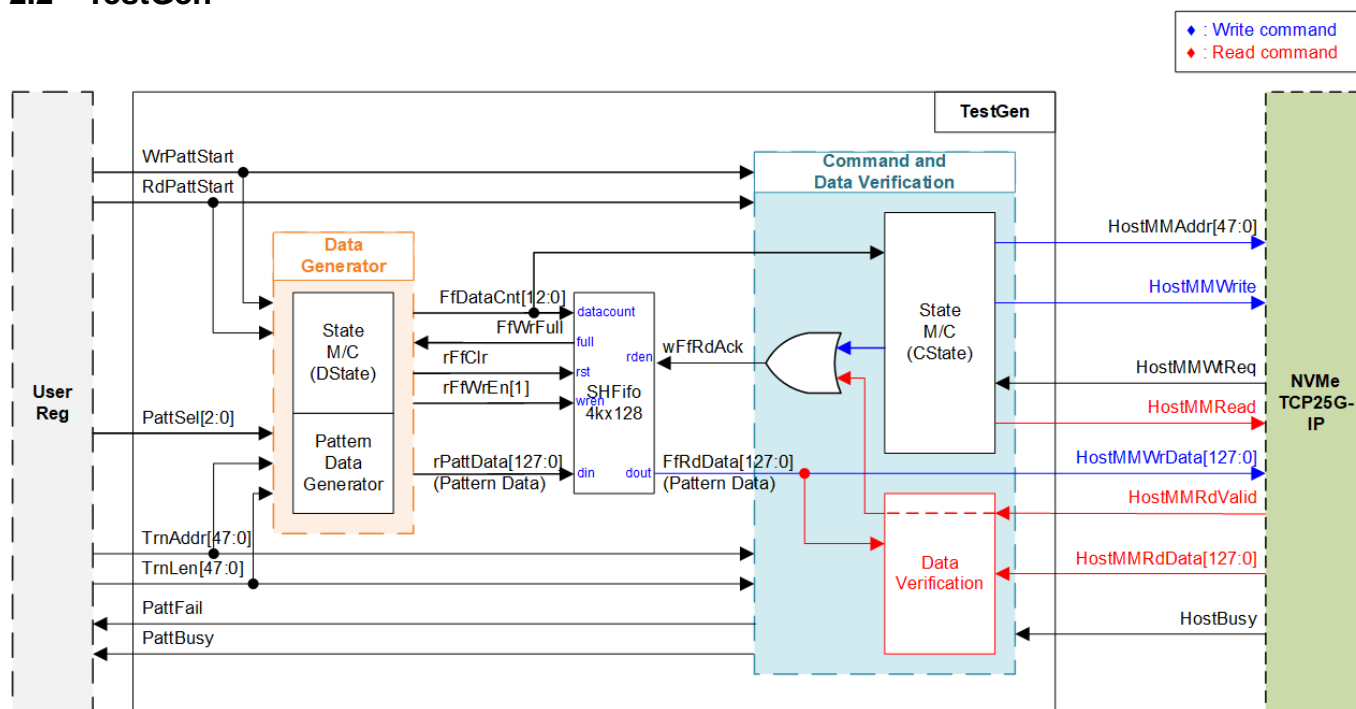 2.2 TestGen
♦ : Write command
♦ : Read command
TestGen
WrPattStart
RdPattStart
Command and
Data Verification
Data
Generator
State
M/C
(DState)
Pattern
Data
Generator
FfDataCnt[12:0]
FfWrFull
rFfClr
rFfWrEn[1]
rPattData[127:0]
(Pattern Data)
datacount
full
rden
rst
SHFifo
wren
4kx128
din
dout
wFfRdAck
FfRdData[127:0]
(Pattern Data)
State
M/C
(CState)
Data
Verification
HostMMAddr[47:0]
HostMMWrite
HostMMWtReq
HostMMRead
HostMMWrData[127:0]
HostMMRdValid
HostMMRdData[127:0]
HostBusy
User
Reg
NVMe
TCP25G-
IP
PattSel[2:0]
TrnAddr[47:0]
TrnLen[47:0]
PattFail
PattBusy